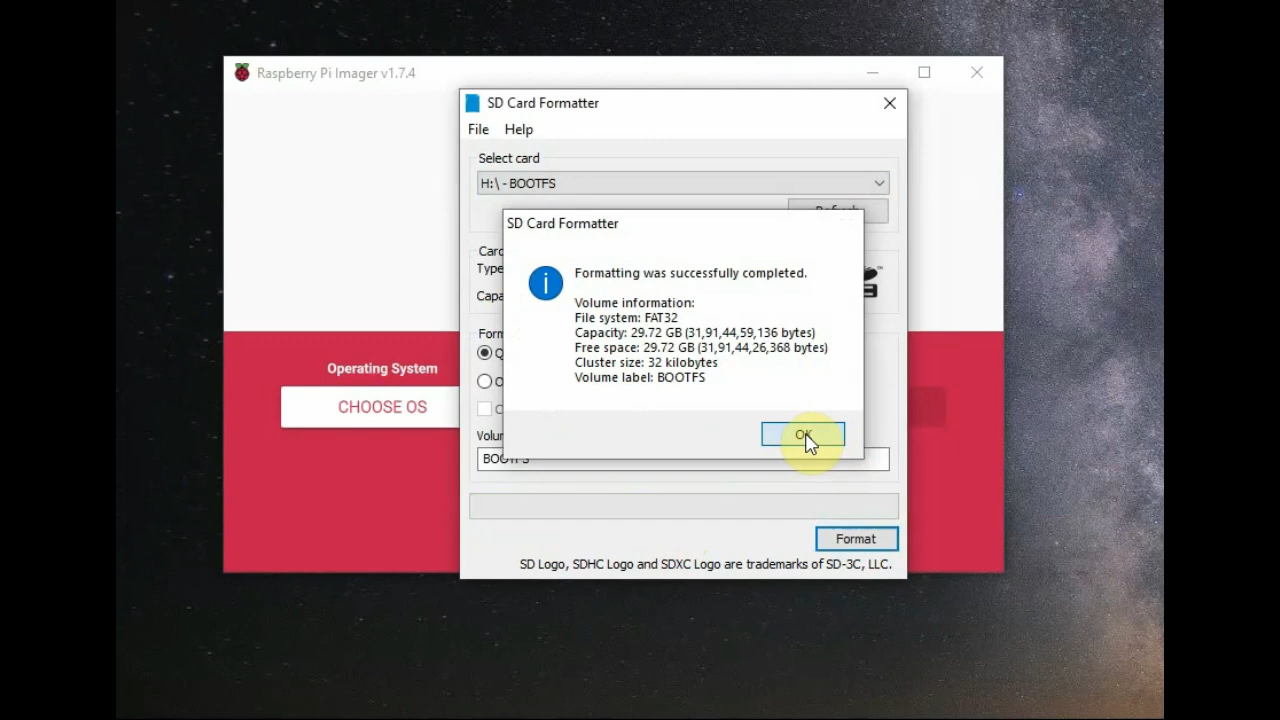 Raspberry Pi Imager v1.7.4
SD Card Formatter
File Help
Select card
H:\ - BOOTFS
Refresh
SD Card Formatter
Formatting was successfully completed.
Volume information:
File system: FAT32
Capacity: 29.72 GB (31,91,44,59,136 bytes)
Free space: 29.72 GB (31,91,44,26,368 bytes)
Cluster size: 32 kilobytes
Volume label: BOOTFS
OK
BOOTFS
Format
SD Logo, SDHC Logo and SDXC Logo are trademarks of SD-3C, LLC.
Operating System
CHOOSE OS